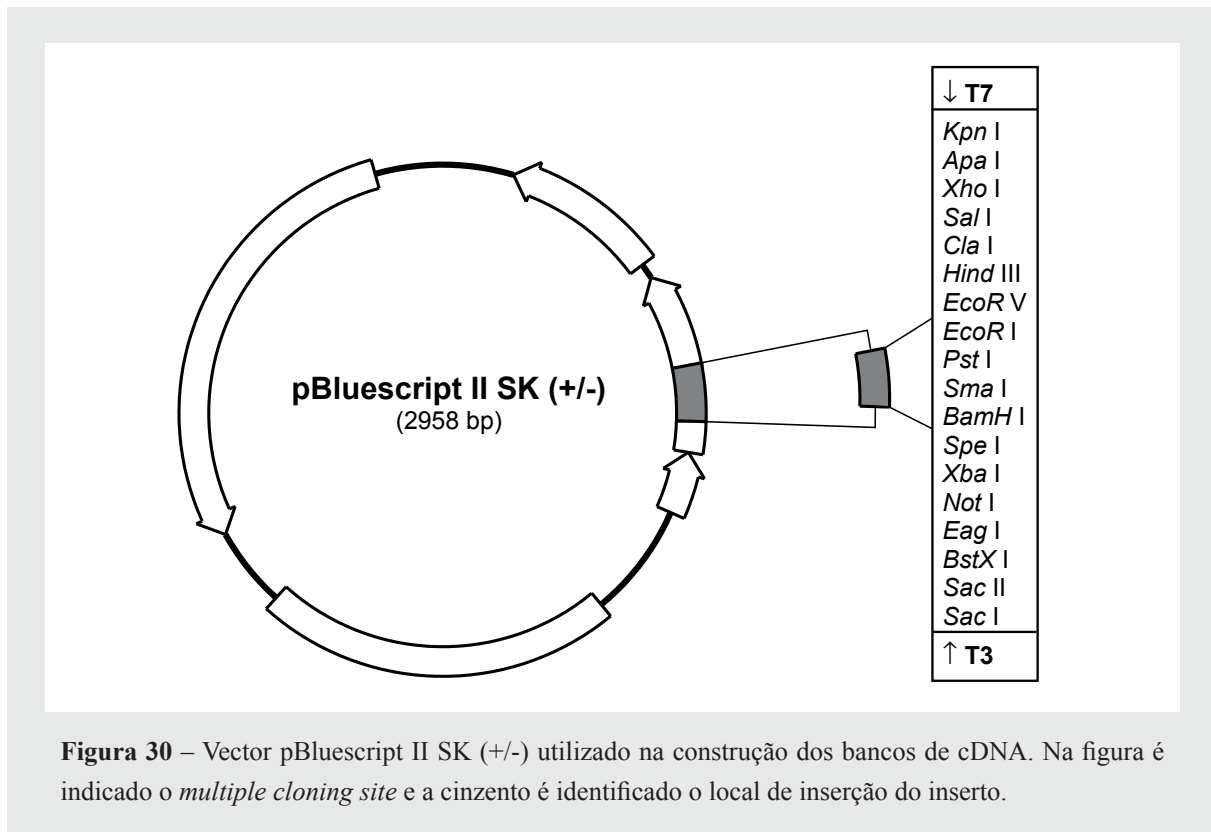 ↓ T7
Kpn I
Apa I
Xho I
Sal I
Cla I
Hind III
EcoR V
EcoR I
Pst I
Sma I
BamH I
Spe I
Xba I
Not I
Eag I
BstX I
Sac II
Sac I
↑ T3
pBluescript II SK (+/-)
(2958 bp)
Figura 30 – Vector pBluescript II SK (+/-) utilizado na construção dos bancos de cDNA. Na figura é
indicado o multiple cloning site e a cinzento é identificado o local de inserção do inserto.